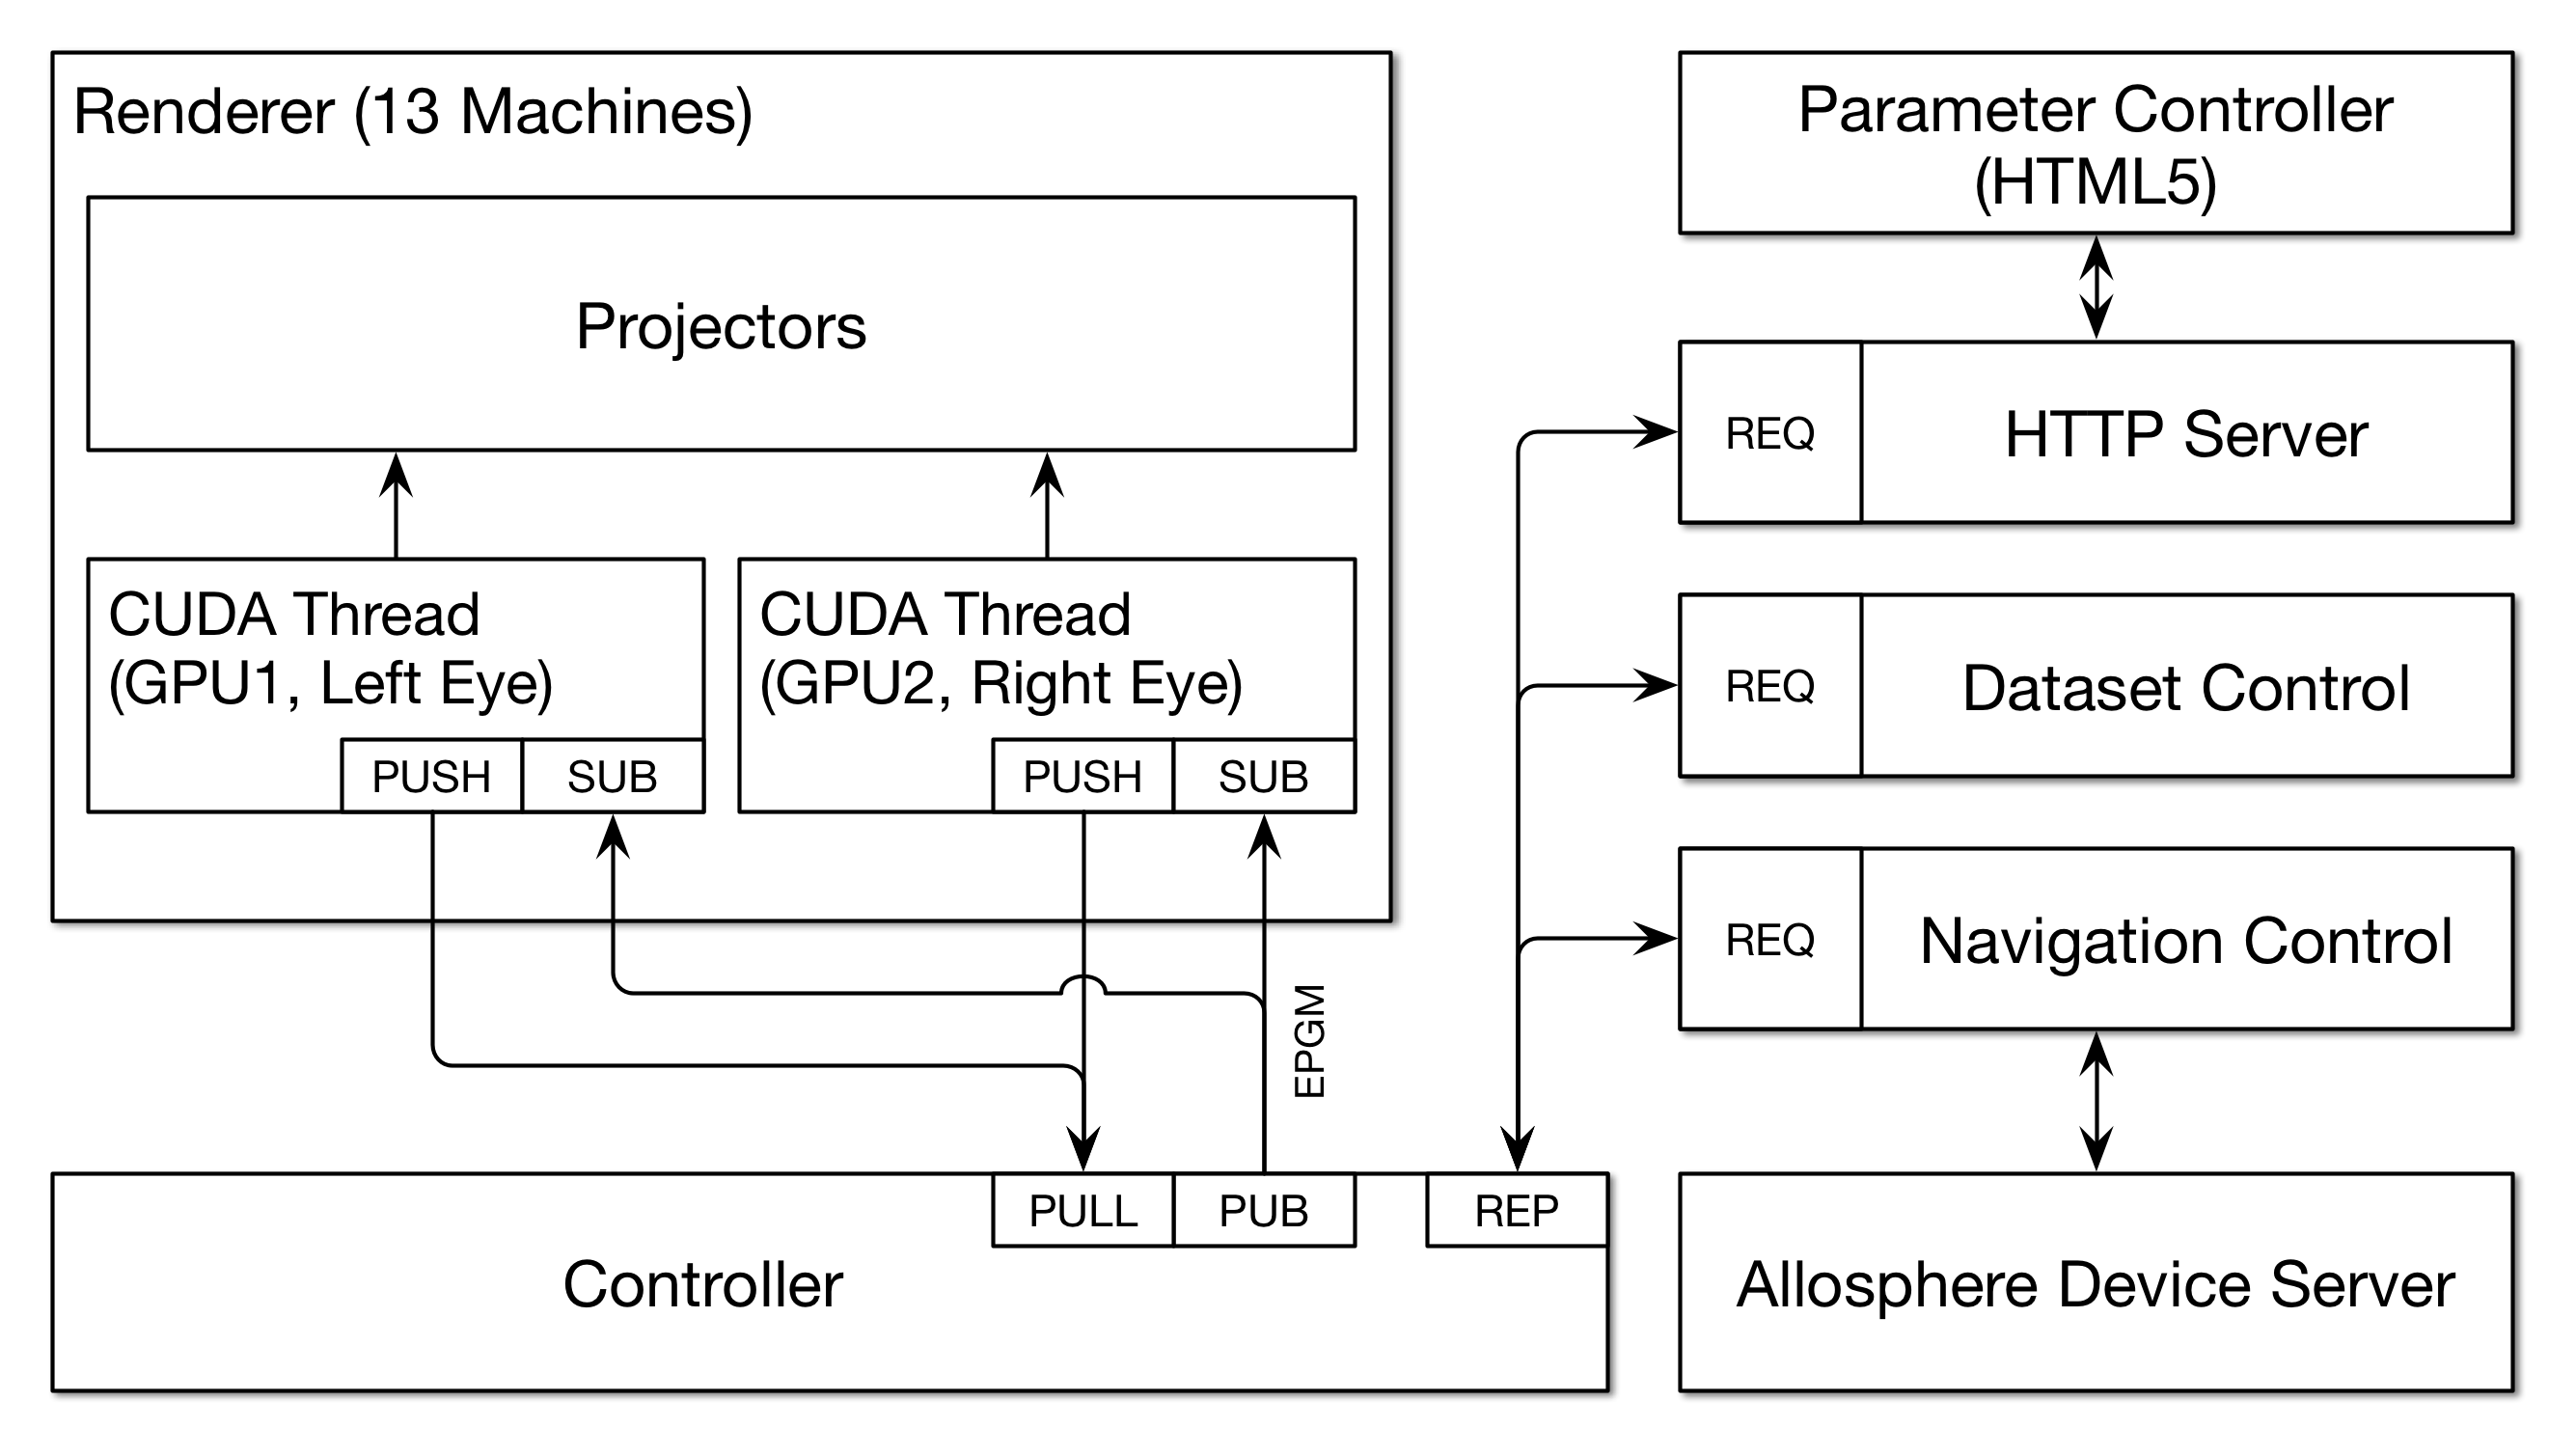 Renderer (13 Machines)
Projectors
CUDA Thread
(GPU1, Left Eye)
PUSH
SUB
CUDA Thread
(GPU2, Right Eye)
PUSH
SUB
EPGM
PULL
PUB
REP
Controller
Parameter Controller
(HTML5)
REQ
HTTP Server
REQ
Dataset Control
REQ
Navigation Control
Allosphere Device Server